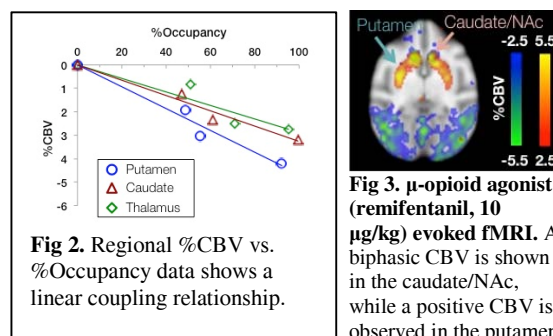 %Occupancy
0 20 40 60 80 100
0
1
2
3
-4
-5
-6
%CBV
Putamen
Caudate
Thalamus
Fig 2. Regional %CBV vs.
%Occupancy data shows a
linear coupling relationship.
Putame
Caudate/NAc
-2.5 5.5
%CBV
-5.5 2.5
Fig 3. µ-opioid agonist
(remifentanil, 10
µg/kg) evoked fMRI. A
biphasic CBV is shown
in the caudate/NAc,
while a positive CBV is
observed in the putamen